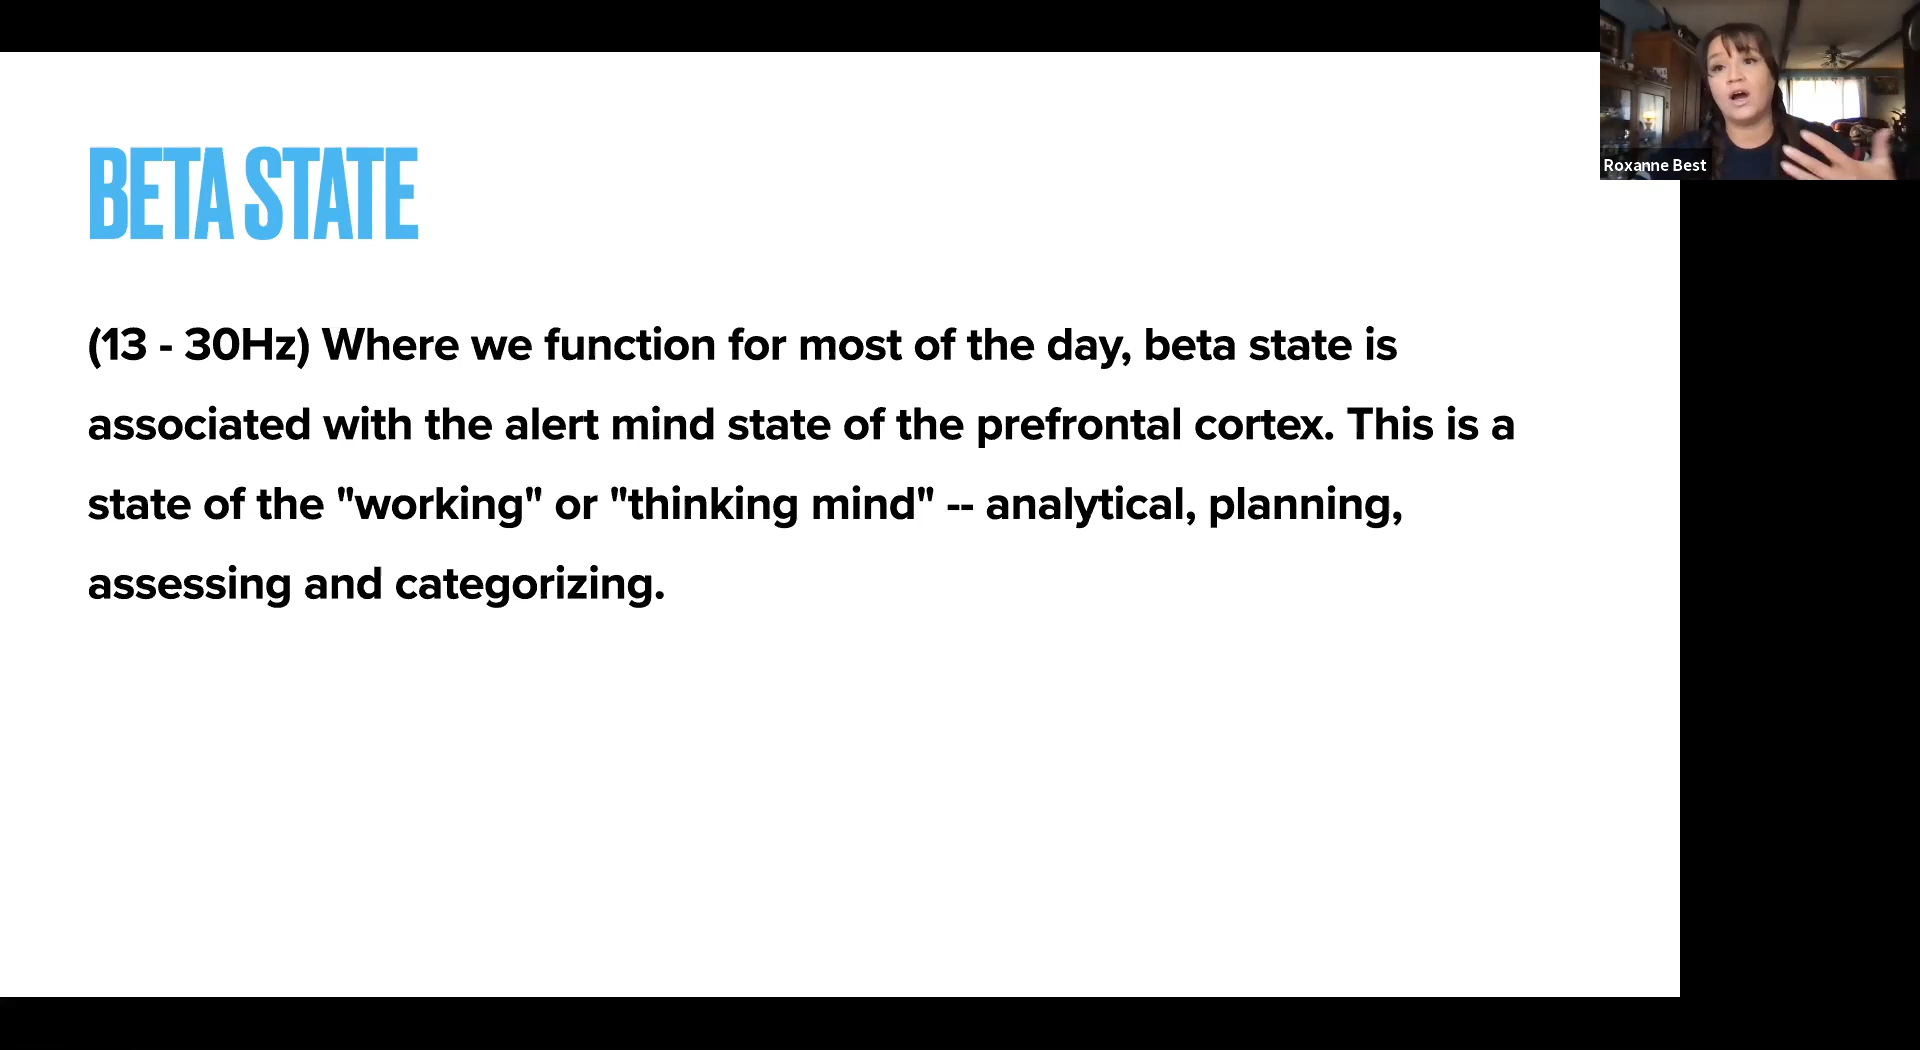 BETA STATE
(13 - 30Hz) Where we function for most of the day, beta state is
associated with the alert mind state of the prefrontal cortex. This is a
state of the "working" or "thinking mind" -- analytical, planning,
assessing and categorizing.
Roxanne Best